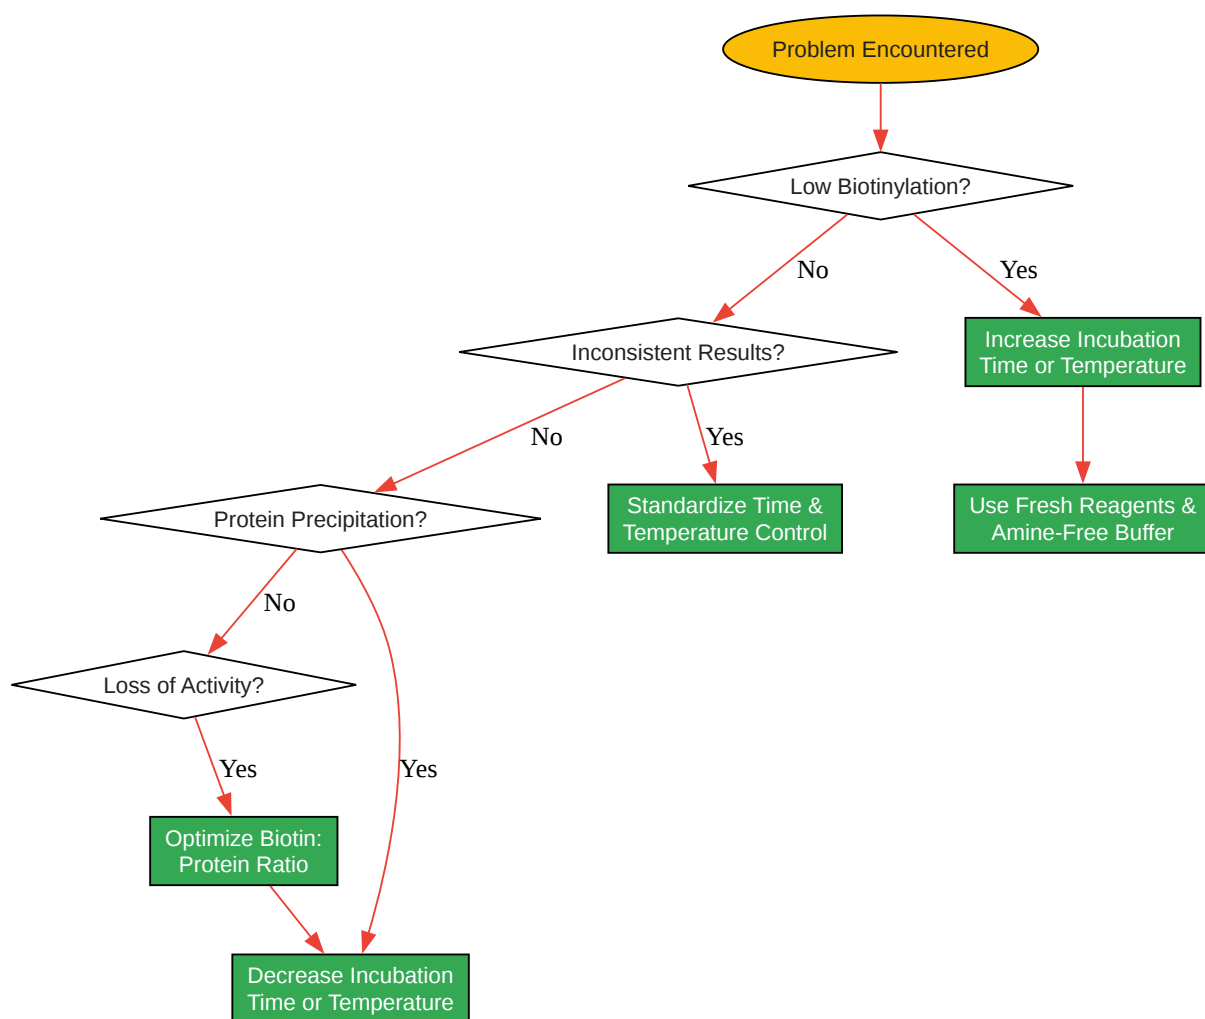 Problem Encountered
Low Biotinylation?
No
Yes
Inconsistent Results?
Increase Incubation
Time or Temperature
No
Yes
Protein Precipitation?
Standardize Time &
Temperature Control
Use Fresh Reagents &
Amine-Free Buffer
No
Loss of Activity?
Yes
Yes
Optimize Biotin:
Protein Ratio
Decrease Incubation
Time or Temperature